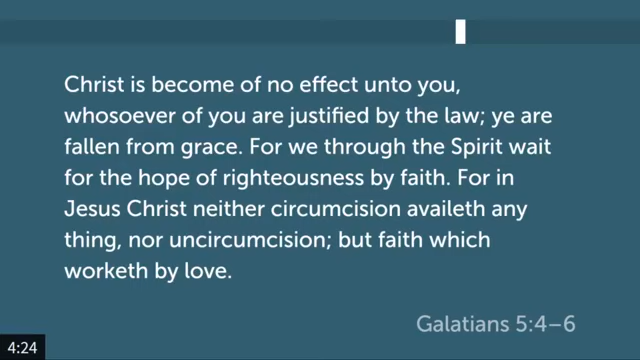 Christ is become of no effect unto you,
whosoever of you are justified by the law; ye are
fallen from grace. For we through the Spirit wait
for the hope of righteousness by faith. For in
Jesus Christ neither circumcision availeth any
thing, nor uncircumcision; but faith which
worketh by love.
Galatians 5:4–6
4:24